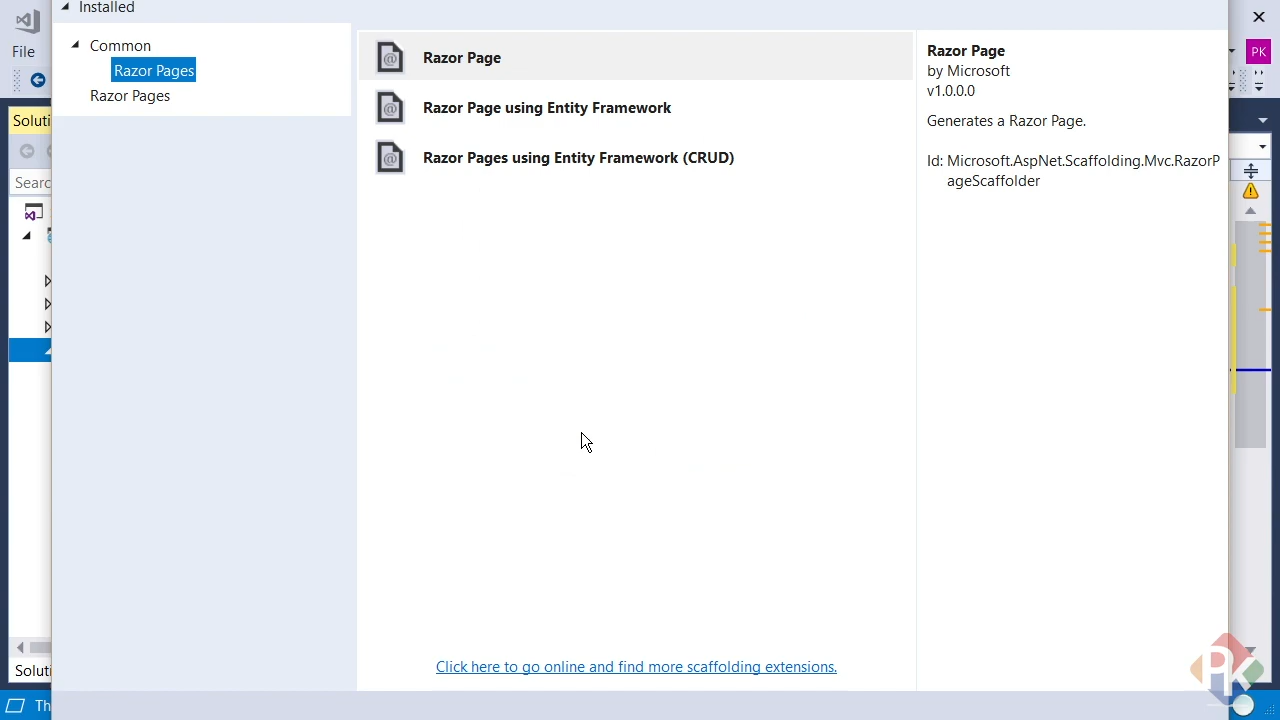 Installed
File
PK
Common
Razor Pages
Razor Pages
Razor Page
Razor Page using Entity Framework
Razor Pages using Entity Framework (CRUD)
Razor Page
by Microsoft
v1.0.0.0
Generates a Razor Page.
Id: Microsoft.AspNet.Scaffolding.Mvc.RazorP
ageScaffolder
Soluti
Searc
Click here to go online and find more scaffolding extensions.
Soluti
Th
PK